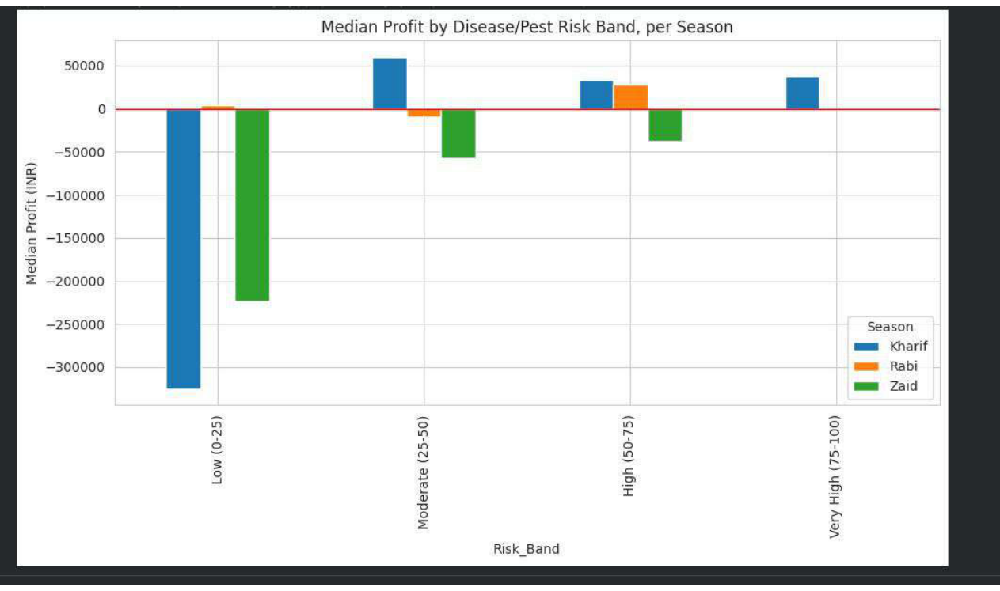 Median Profit by Disease/Pest Risk Band, per Season
Median Profit (INR)
50000
0
−50000
−100000
−150000
−200000
−250000
−300000
Season
Kharif
Rabi
Zaid
Low (0-25)
Moderate (25-50)
High (50-75)
Very High (75-100)
Risk_Band